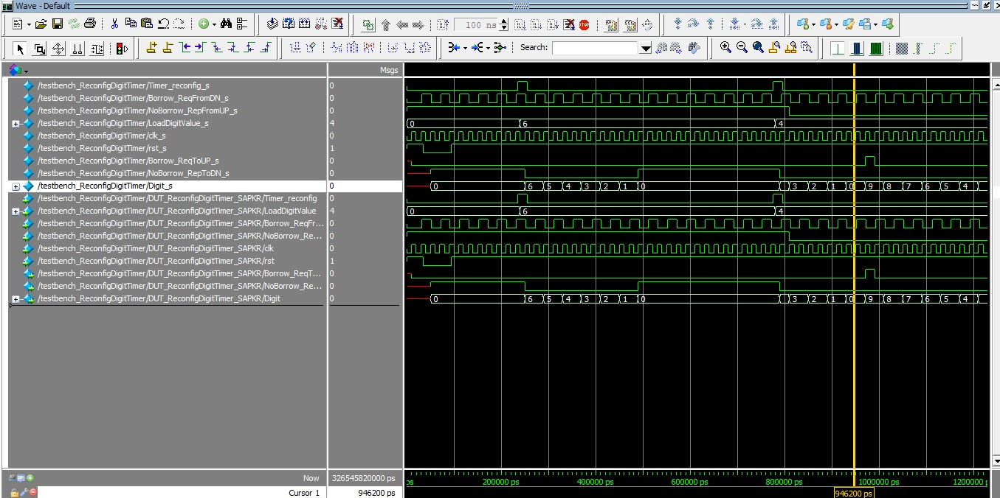 Wave - Default
100 ns
STOP
Search:
Msgs
/testbench_ReconfigDigitTimer/Timer_reconfig_s 0
/testbench_ReconfigDigitTimer/Borrow_ReqFromDN_s 0
/testbench_ReconfigDigitTimer/NoBorrow_RepFromUP_s 0
/testbench_ReconfigDigitTimer/LoadDigitValue_s 4 0 6 4
/testbench_ReconfigDigitTimer/clk_s 0
/testbench_ReconfigDigitTimer/rst_s 1
/testbench_ReconfigDigitTimer/Borrow_ReqToUP_s 0
/testbench_ReconfigDigitTimer/NoBorrow_RepToDN_s 0
/testbench_ReconfigDigitTimer/Digit_s 0 0 6 5 4 3 2 1 0 3 2 1 0 9 8 7 6 5 4
/testbench_ReconfigDigitTimer/DUT_ReconfigDigitTimer_SAPKR/Timer_reconfig 0
/testbench_ReconfigDigitTimer/DUT_ReconfigDigitTimer_SAPKR/LoadDigitValue 4 0 6 4
/testbench_ReconfigDigitTimer/DUT_ReconfigDigitTimer_SAPKR/Borrow_ReqFr... 0
/testbench_ReconfigDigitTimer/DUT_ReconfigDigitTimer_SAPKR/NoBorrow_Re... 0
/testbench_ReconfigDigitTimer/DUT_ReconfigDigitTimer_SAPKR/clk 0
/testbench_ReconfigDigitTimer/DUT_ReconfigDigitTimer_SAPKR/rst 1
/testbench_ReconfigDigitTimer/DUT_ReconfigDigitTimer_SAPKR/Borrow_ReqT... 0
/testbench_ReconfigDigitTimer/DUT_ReconfigDigitTimer_SAPKR/NoBorrow_Re... 0
/testbench_ReconfigDigitTimer/DUT_ReconfigDigitTimer_SAPKR/Digit 0 0 6 5 4 3 2 1 0 3 2 1 0 9 8 7 6 5 4
Now 326545820000 ps ps 200000 ps 400000 ps 600000 ps 800000 ps 1000000 ps 1200000 p
Cursor 1 946200 ps 946200 ps